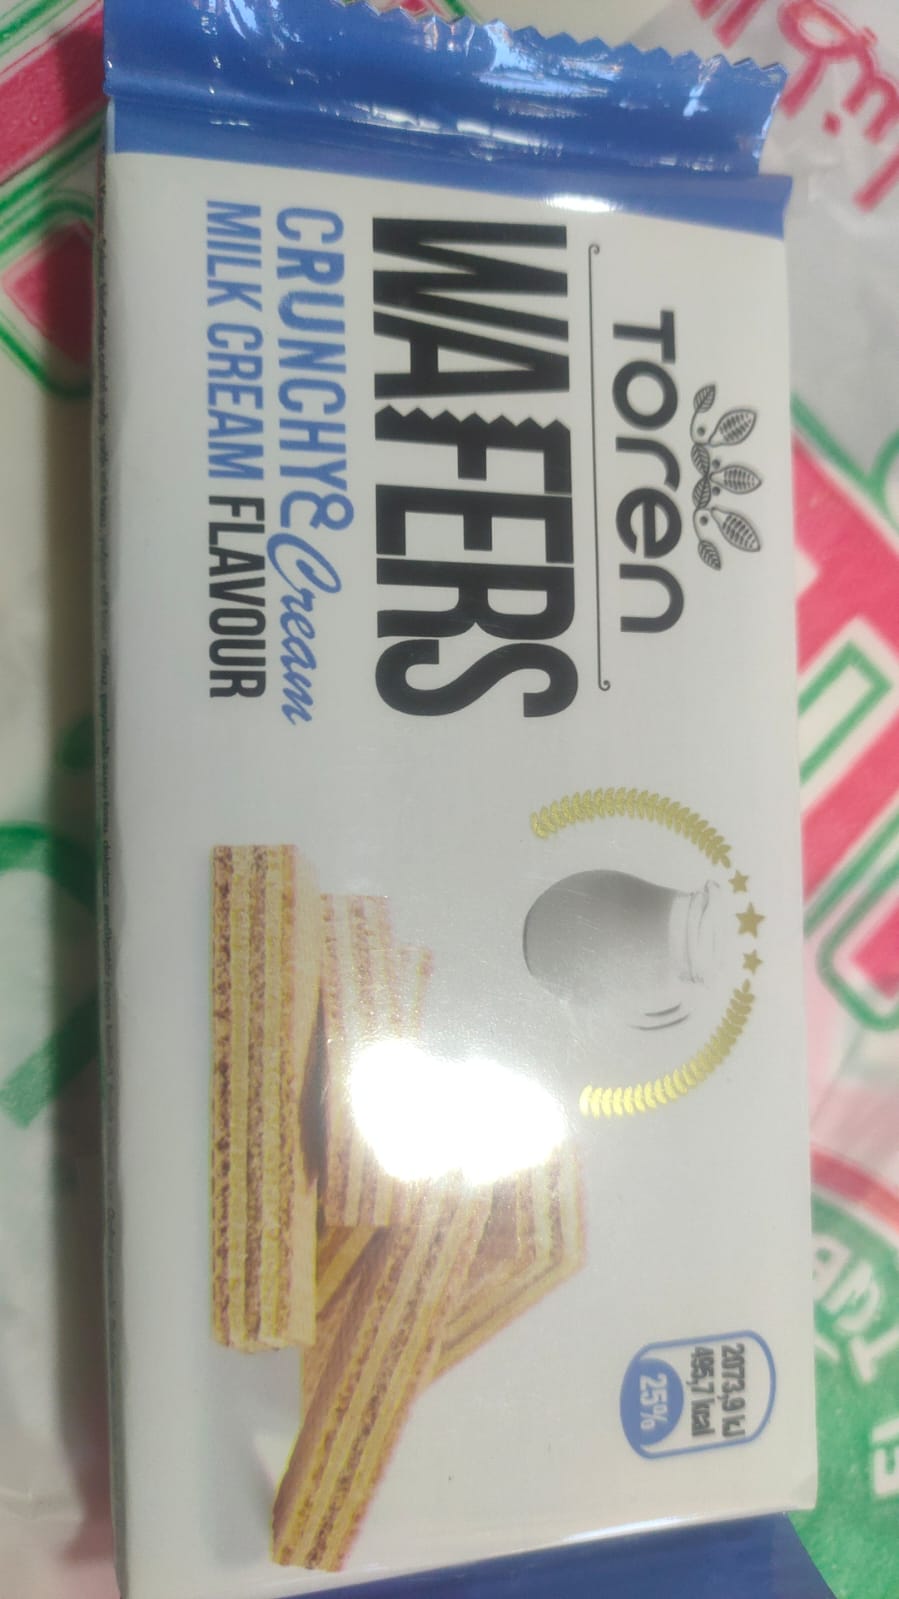 Toren
WAFERS
CRUNCHY & Cream
MILK CREAM FLAVOUR
2073,9 kJ
495,7 kcal
25%